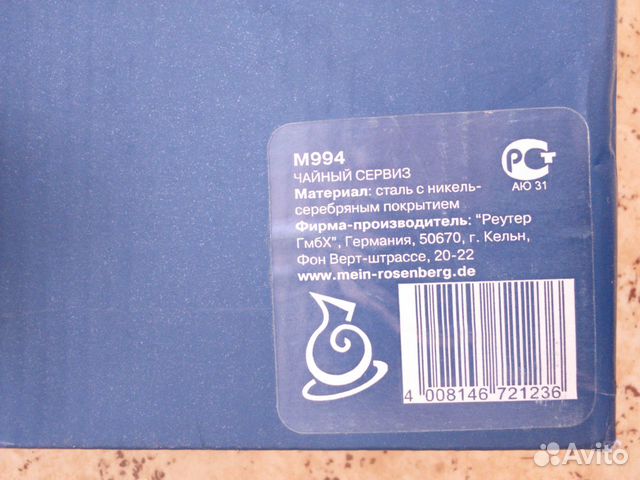 М994
ЧАЙНЫЙ СЕРВИЗ
Материал: сталь с никель-
серебряным покрытием
Фирма-производитель: "Реутер
ГмбХ", Германия, 50670, г. Кельн,
Фон Верт-штрассе, 20-22
www.mein-rosenberg.de
РСТ
АЮ 31
4 008146 721236
Avito